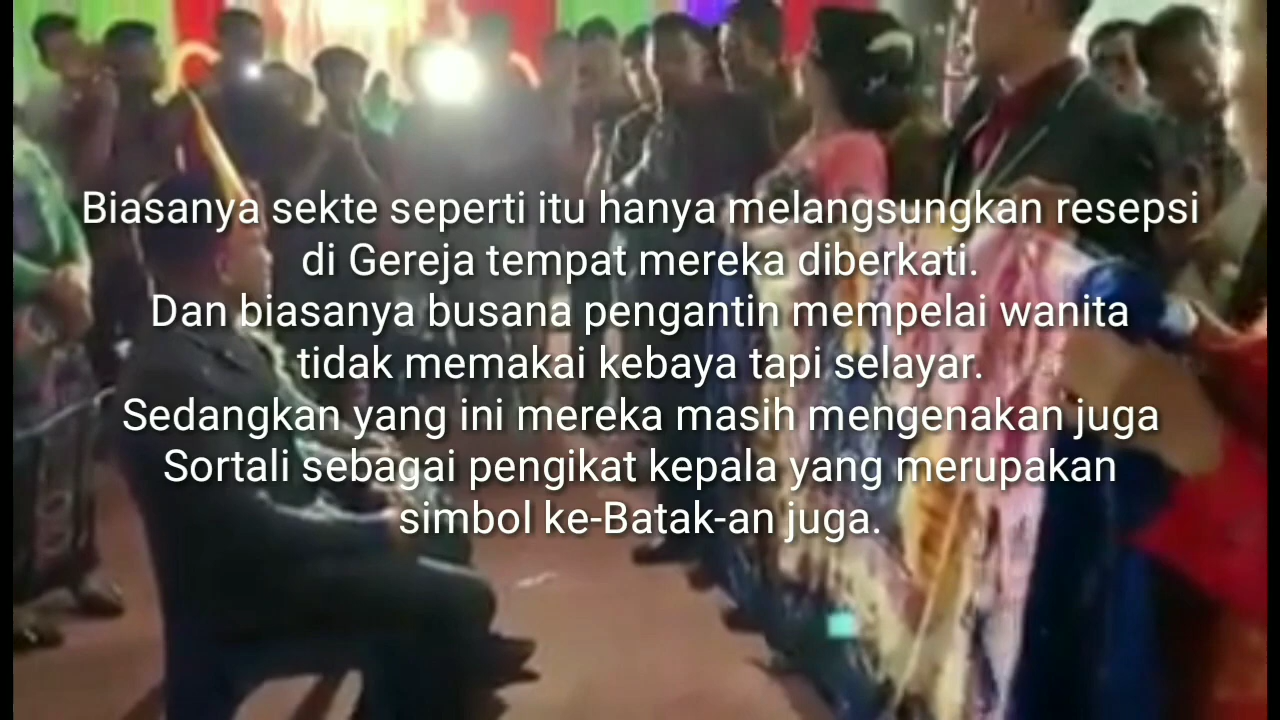 Biasanya sekte seperti itu hanya melangsungkan resepsi
di Gereja tempat mereka diberkati.
Dan biasanya busana pengantin mempelai wanita
tidak memakai kebaya tapi selayar.
Sedangkan yang ini mereka masih mengenakan juga
Sortali sebagai pengikat kepala yang merupakan
simbol ke-Batak-an juga.